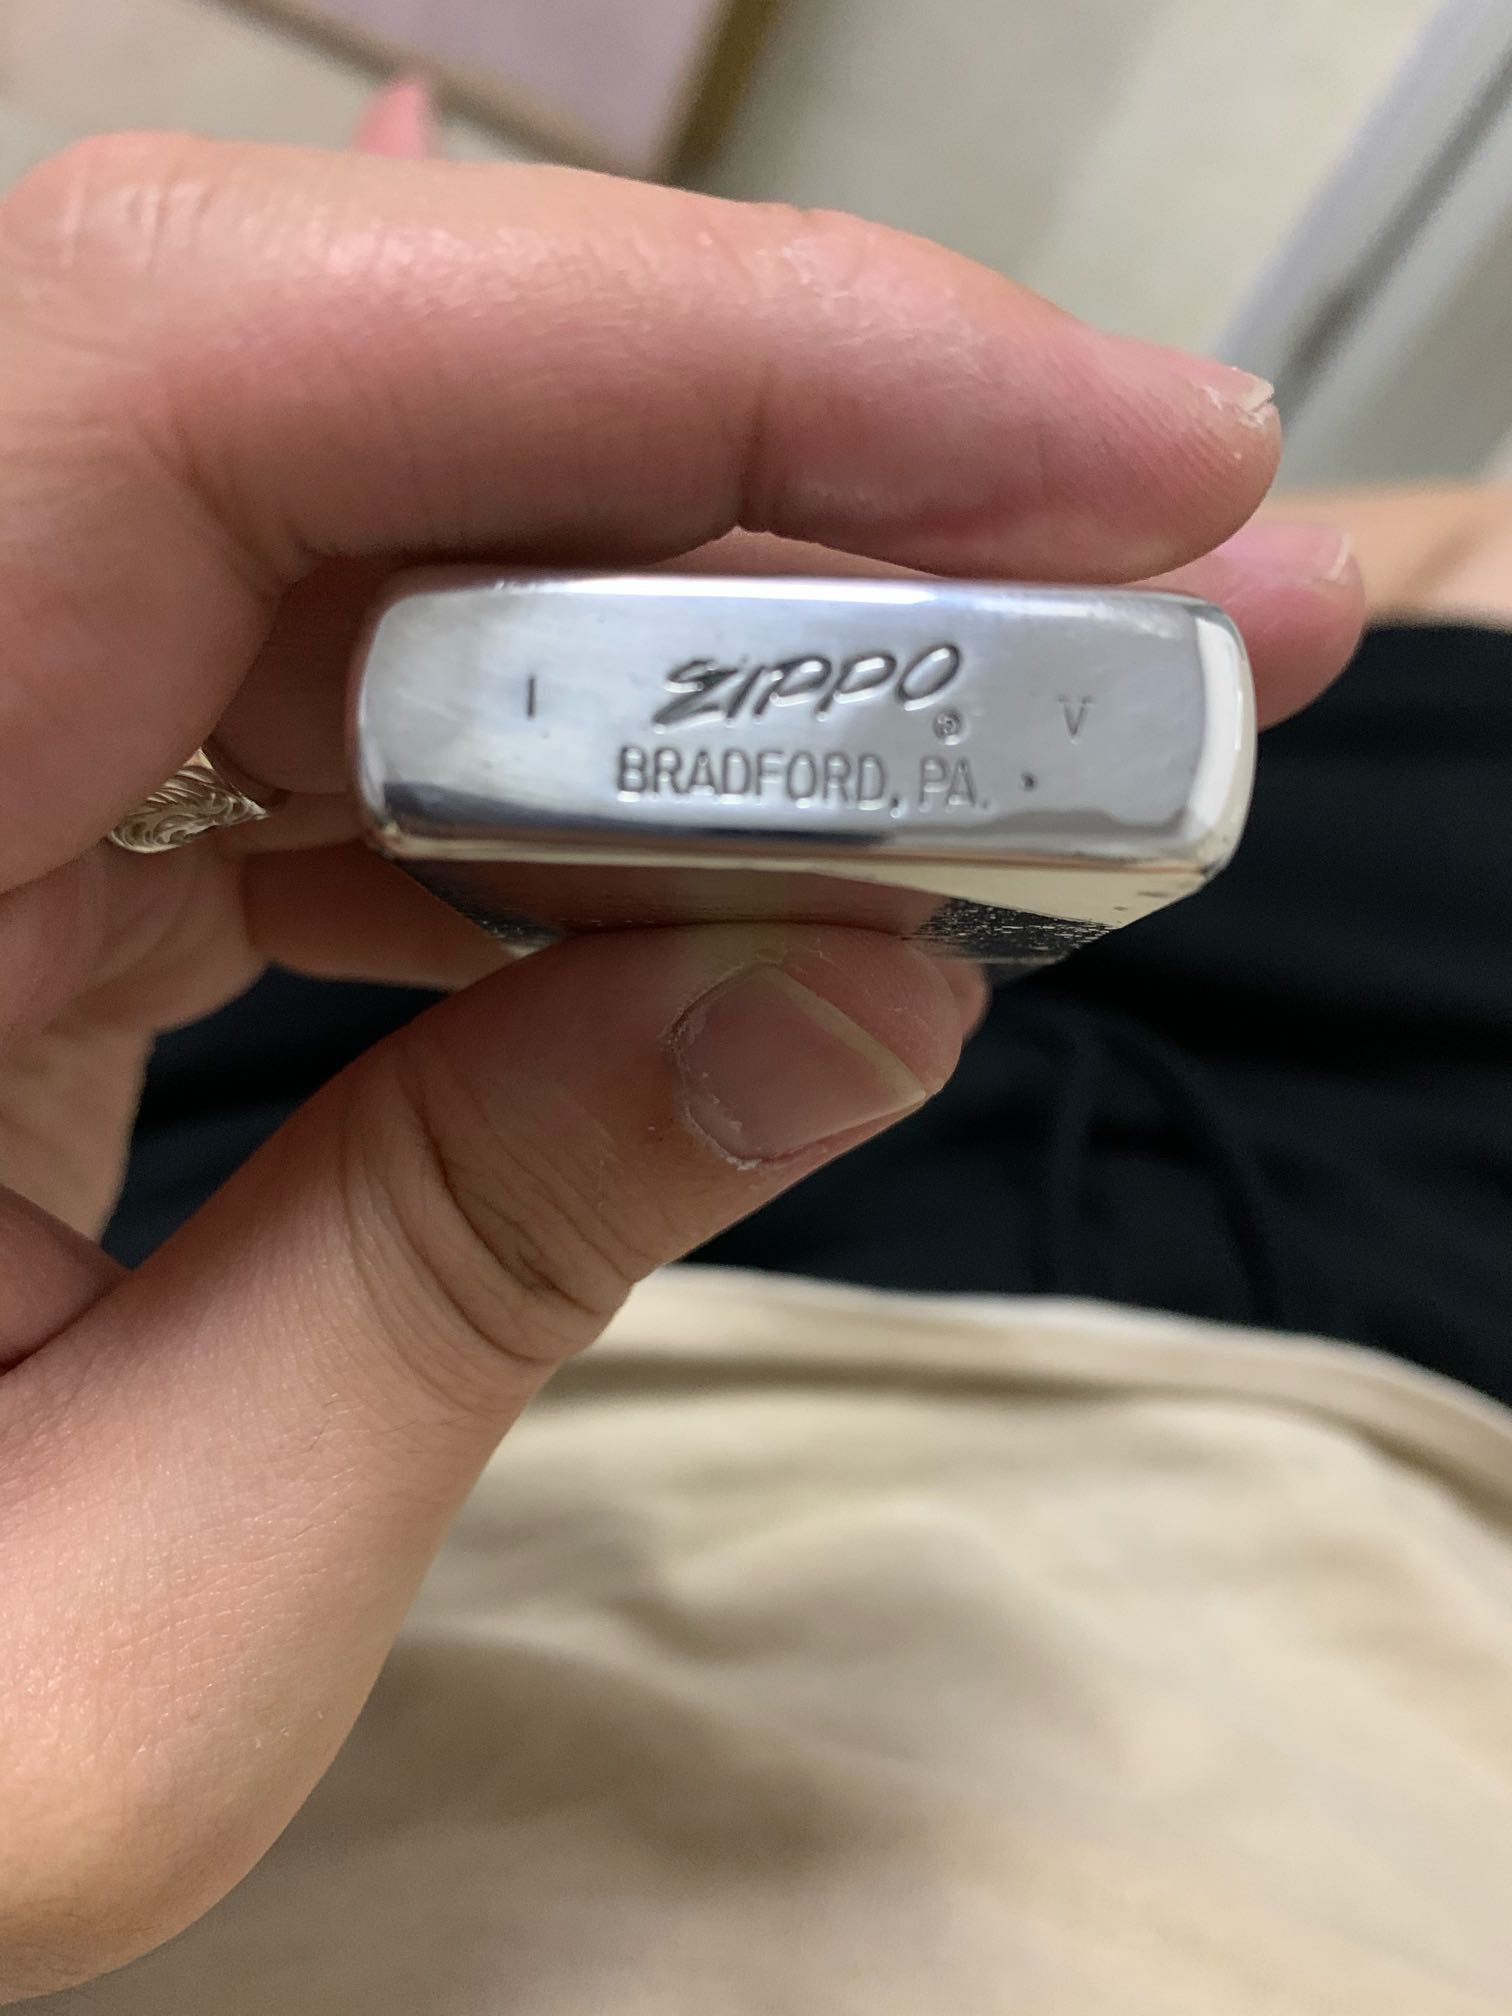 I ZIPPO ® V
BRADFORD, PA.